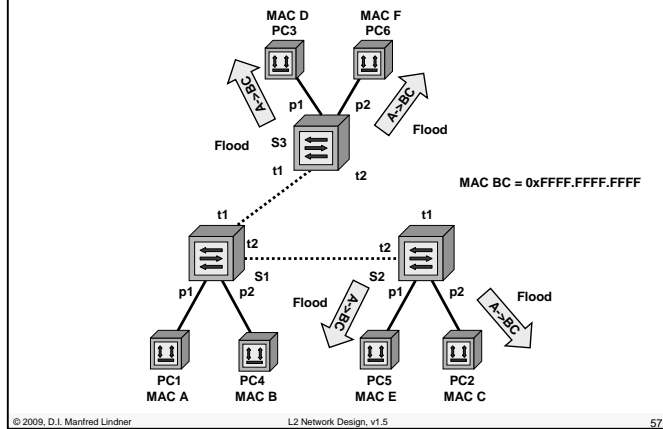 MAC D MAC F
PC3 PC6
A->BC
A->BC
p1 p2
Flood
Flood S3
t1 t2
MAC BC = 0xFFFF.FFFF.FFFF
t1 t1
t2 t2
S1 S2
p1 p2 p1 p2
Flood Flood
A->BC
A->BC
PC1 PC4 PC5 PC2
MAC A MAC B MAC E MAC C
© 2009, D.I. Manfred Lindner L2 Network Design, v1.5 57